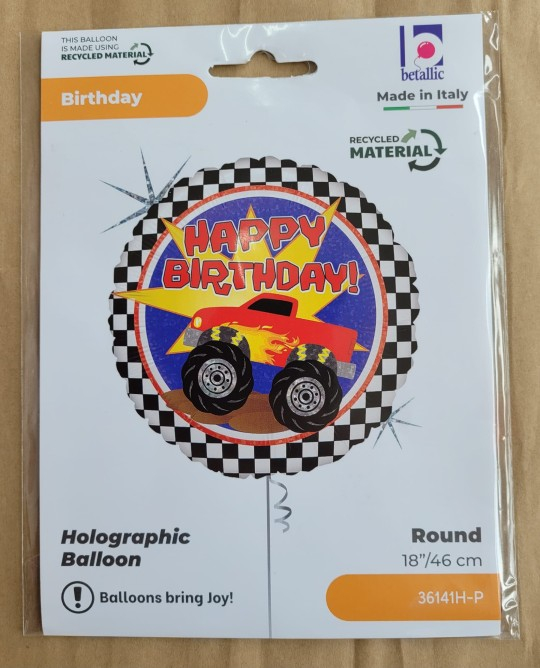 THIS BALLOON
IS MADE USING
RECYCLED MATERIAL
betallic
Birthday
Made in Italy
RECYCLED
MATERIAL
HAPPY
BIRTHDAY!
Holographic
Balloon
Round
18”/46 cm
! Balloons bring Joy!
36141H-P